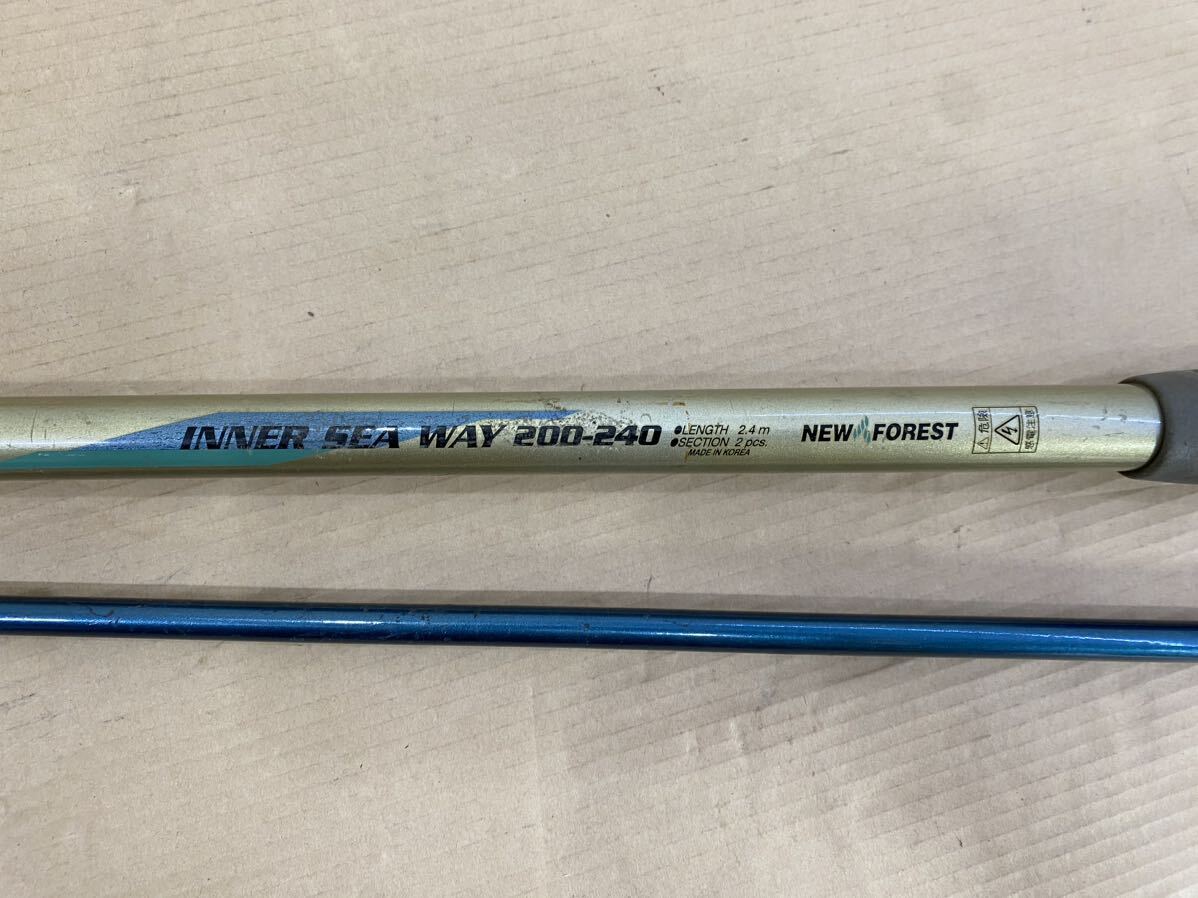 INNER SEA WAY 200-240
●LENGTH 2.4 m
●SECTION 2 pcs.
MADE IN KOREA
NEW FOREST
危険
感電注意